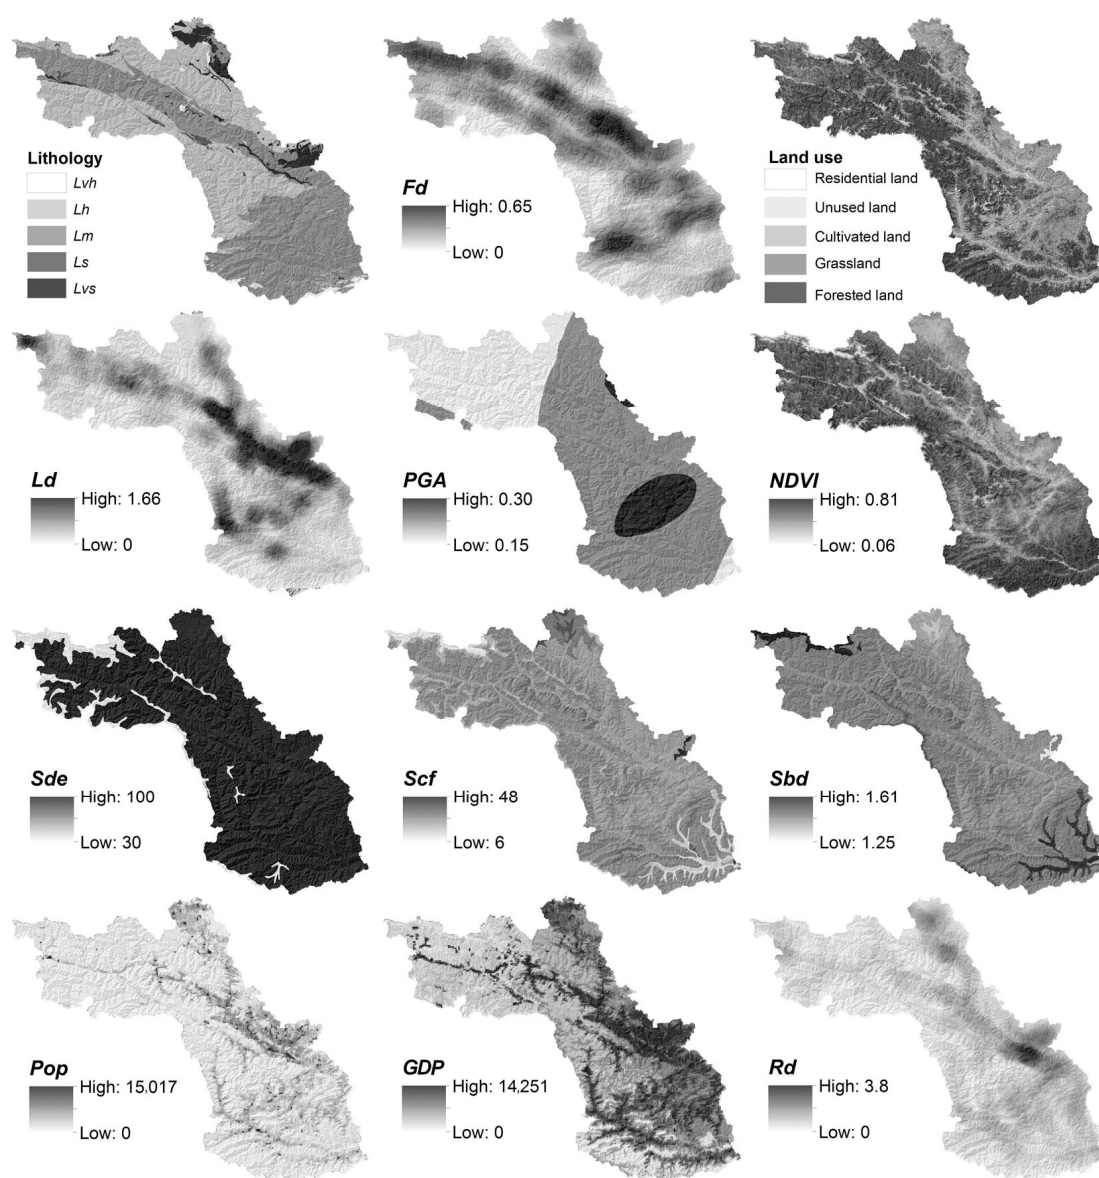 Lithology
Lvh
Lh
Lm
Ls
Lvs
Fd
High: 0.65
Low: 0
Land use
Residential land
Unused land
Cultivated land
Grassland
Forested land
Ld
High: 1.66
Low: 0
PGA
High: 0.30
Low: 0.15
NDVI
High: 0.81
Low: 0.06
Sde
High: 100
Low: 30
Scf
High: 48
Low: 6
Sbd
High: 1.61
Low: 1.25
Pop
High: 15,017
Low: 0
GDP
High: 14,251
Low: 0
Rd
High: 3.8
Low: 0